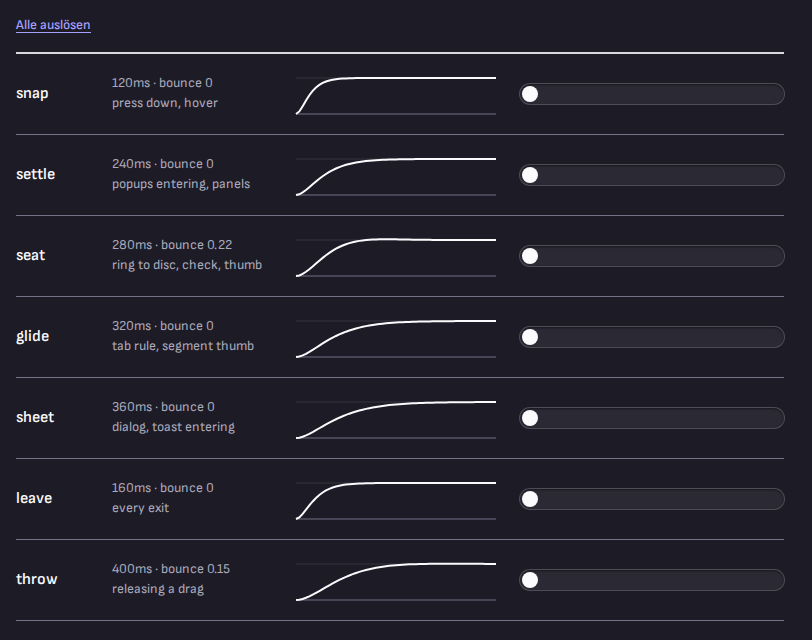 Alle auslösen
snap
120ms · bounce 0
press down, hover
settle
240ms · bounce 0
popups entering, panels
seat
280ms · bounce 0.22
ring to disc, check, thumb
glide
320ms · bounce 0
tab rule, segment thumb
sheet
360ms · bounce 0
dialog, toast entering
leave
160ms · bounce 0
every exit
throw
400ms · bounce 0.15
releasing a drag